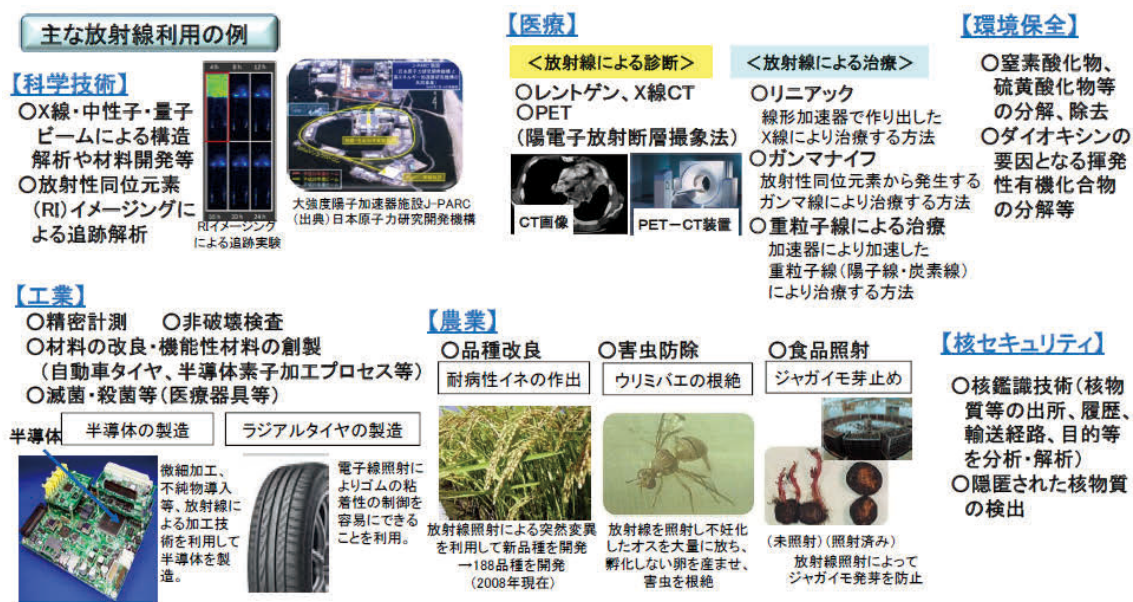 主な放射線利用の例
【科学技術】
○X線・中性子・量子
ビームによる構造
解析や材料開発等
○放射性同位元素
(RI)イメージングに
よる追跡解析
RIイメージング
による追跡実験
大強度陽子加速器施設J-PARC
(出典)日本原子力研究開発機構
【医療】
<放射線による診断>
○レントゲン、X線CT
○PET
(陽電子放射断層撮象法)
CT画像
PET-CT装置
<放射線による治療>
○リニアック
線形加速器で作り出した
X線により治療する方法
○ガンマナイフ
放射性同位元素から発生する
ガンマ線により治療する方法
○重粒子線による治療
加速器により加速した
重粒子線(陽子線・炭素線)
により治療する方法
【環境保全】
○窒素酸化物、
硫黄酸化物等
の分解、除去
○ダイオキシンの
要因となる揮発
性有機化合物
の分解等
【工業】
○精密計測 ○非破壊検査
○材料の改良・機能性材料の創製
(自動車タイヤ、半導体素子加工プロセス等)
○滅菌・殺菌等(医療器具等)
半導体
半導体の製造
微細加工、
不純物導入
等、放射線に
よる加工技
術を利用して
半導体を製
造。
ラジアルタイヤの製造
電子線照射に
よりゴムの粘
着性の制御を
容易にできる
ことを利用。
【農業】
○品種改良
耐病性イネの作出
放射線照射による突然変異
を利用して新品種を開発
→188品種を開発
(2008年現在)
○害虫防除
ウリミバエの根絶
放射線を照射し不妊化
したオスを大量に放ち、
孵化しない卵を産ませ、
害虫を根絶
○食品照射
ジャガイモ芽止め
(未照射)(照射済み)
放射線照射によって
ジャガイモ発芽を防止
【核セキュリティ】
○核鑑識技術(核物
質等の出所、履歴、
輸送経路、目的等
を分析・解析)
○隠匿された核物質
の検出